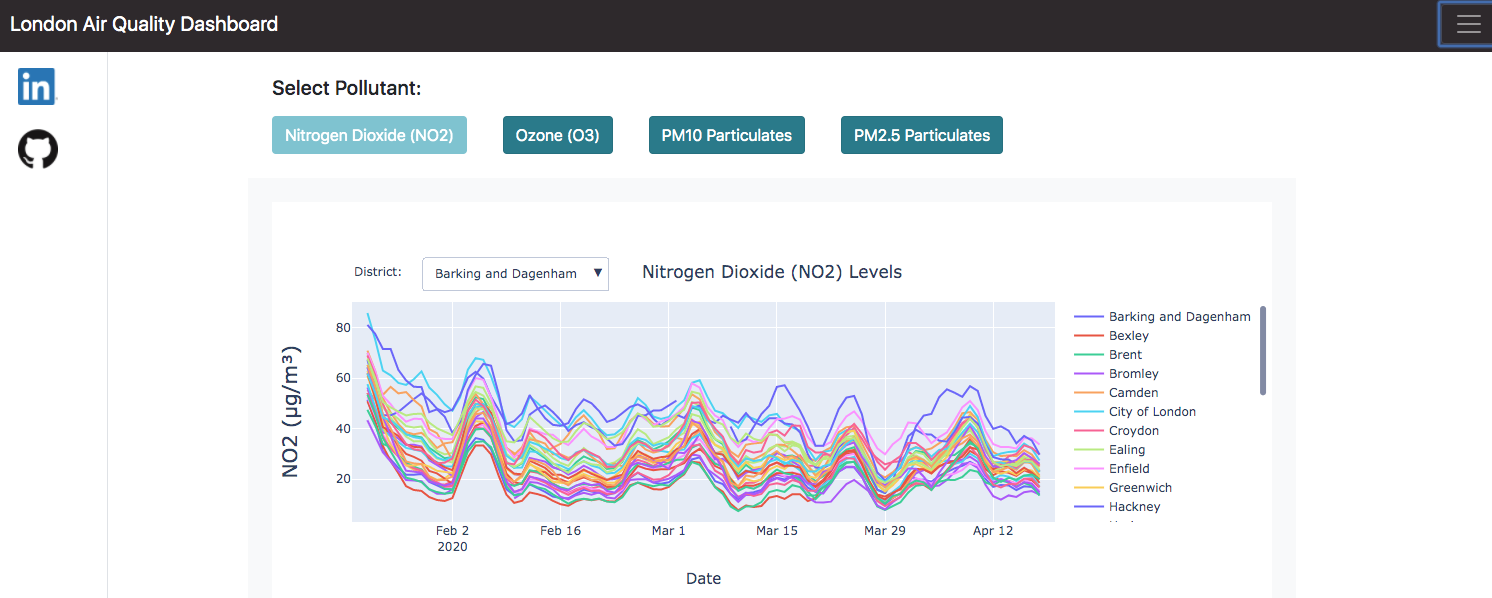 London Air Quality Dashboard
in
Select Pollutant:
Nitrogen Dioxide (NO2) Ozone (O3) PM10 Particulates PM2.5 Particulates
District: Barking and Dagenham ▼ Nitrogen Dioxide (NO2) Levels
NO2 (µg/m³)
80
60
40
20
Feb 2 Feb 16 Mar 1 Mar 15 Mar 29 Apr 12
2020
Date
Barking and Dagenham
Bexley
Brent
Bromley
Camden
City of London
Croydon
Ealing
Enfield
Greenwich
Hackney